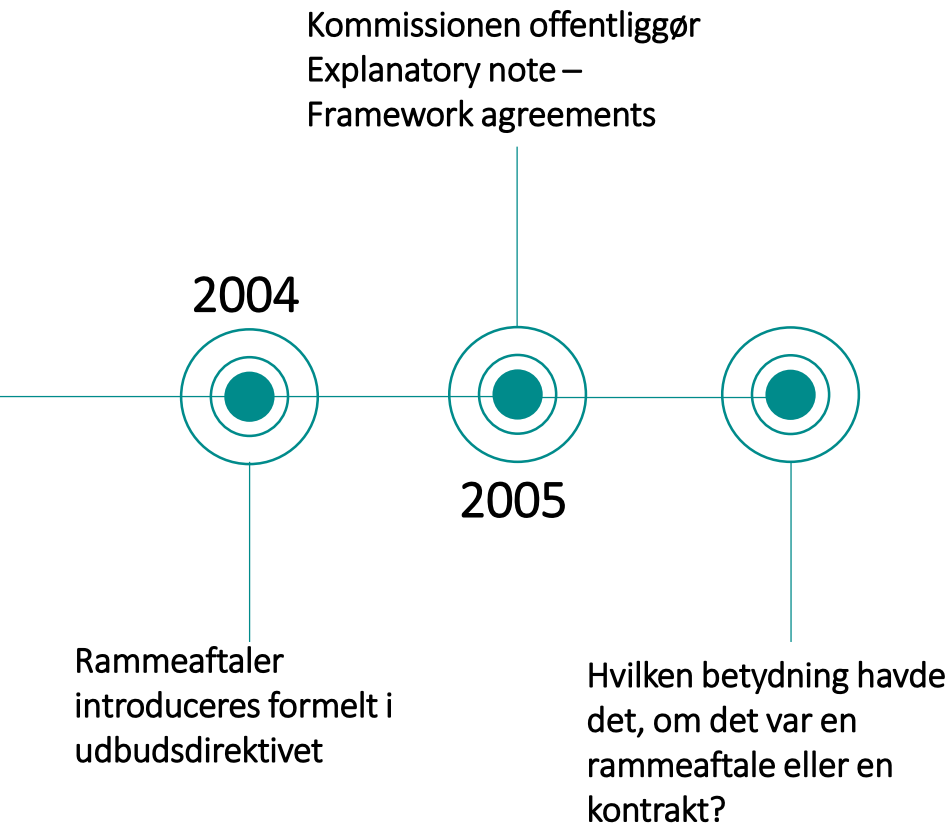 Kommissionen offentliggør
Explanatory note –
Framework agreements
2004
2005
Rammeaftaler
introduceres formelt i
udbudsdirektivet
Hvilken betydning havde
det, om det var en
rammeaftale eller en
kontrakt?